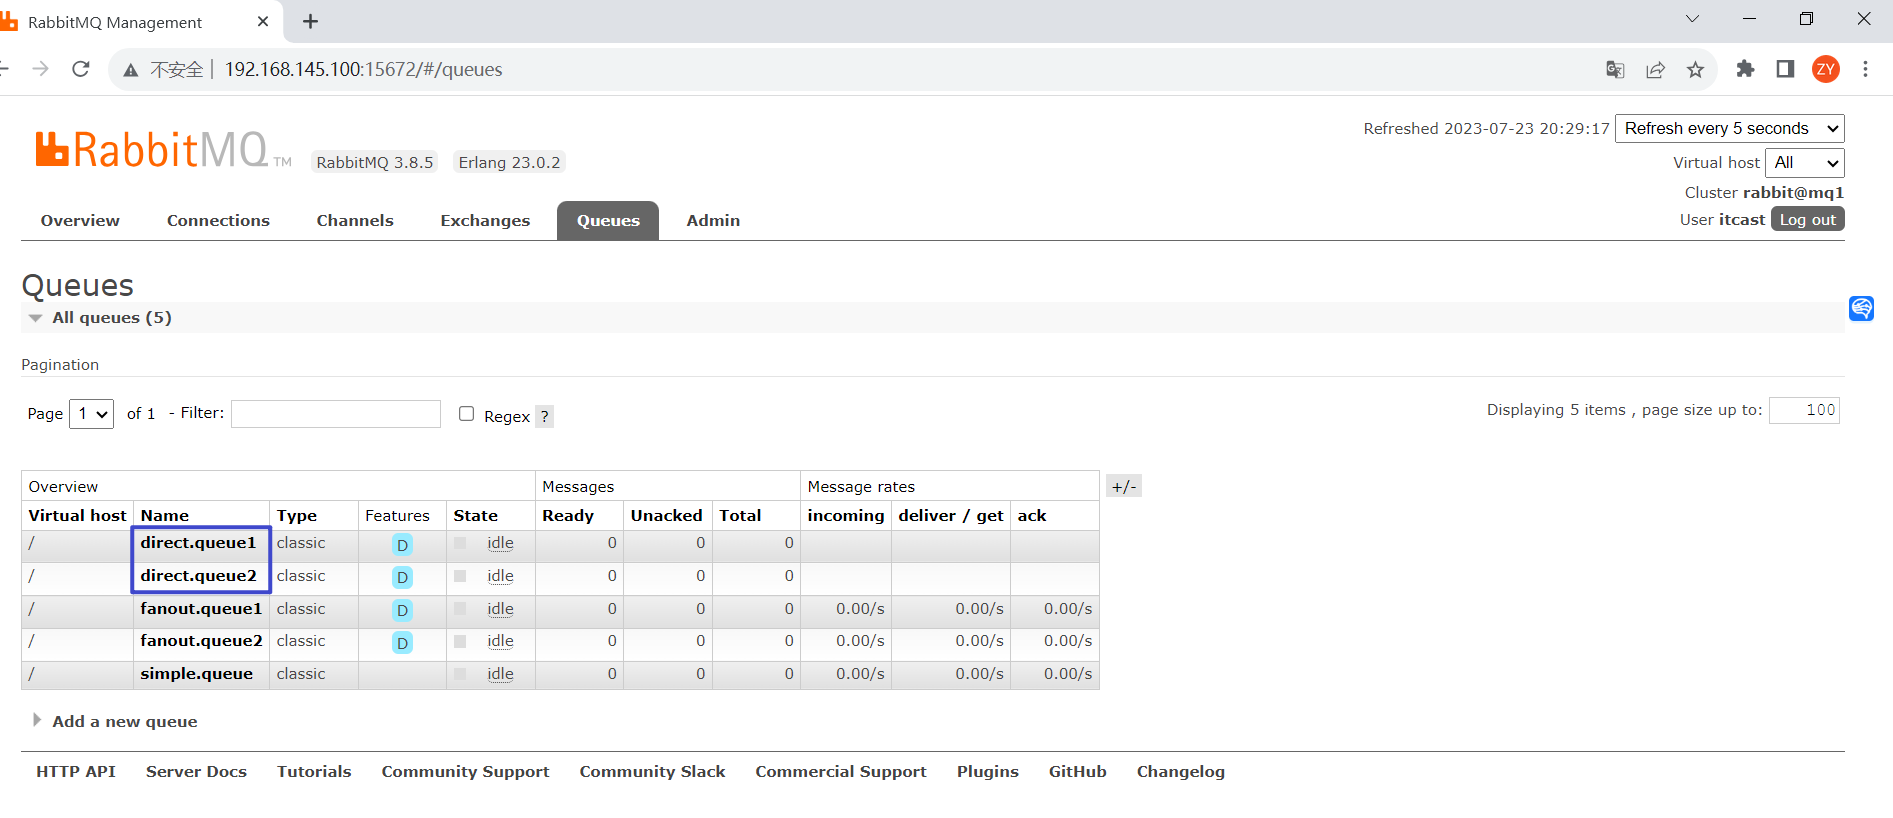 RabbitMQ Management
不安全 192.168.145.100:15672/#/queues
ZY
RabbitMQ TM RabbitMQ 3.8.5 Erlang 23.0.2
Refreshed 2023-07-23 20:29:17 Refresh every 5 seconds
Virtual host All
Cluster rabbit@mq1
User itcast Log out
Overview Connections Channels Exchanges Queues Admin
Queues
All queues (5)
Pagination
Page 1 of 1 - Filter: Regex ? Displaying 5 items , page size up to: 100
Overview Messages Message rates +/-
Virtual host Name Type Features State Ready Unacked Total incoming deliver / get ack
/ direct.queue1 classic D idle 0 0 0
/ direct.queue2 classic D idle 0 0 0
/ fanout.queue1 classic D idle 0 0 0 0.00/s 0.00/s 0.00/s
/ fanout.queue2 classic D idle 0 0 0 0.00/s 0.00/s 0.00/s
/ simple.queue classic idle 0 0 0 0.00/s 0.00/s 0.00/s
Add a new queue
HTTP API Server Docs Tutorials Community Support Community Slack Commercial Support Plugins GitHub Changelog